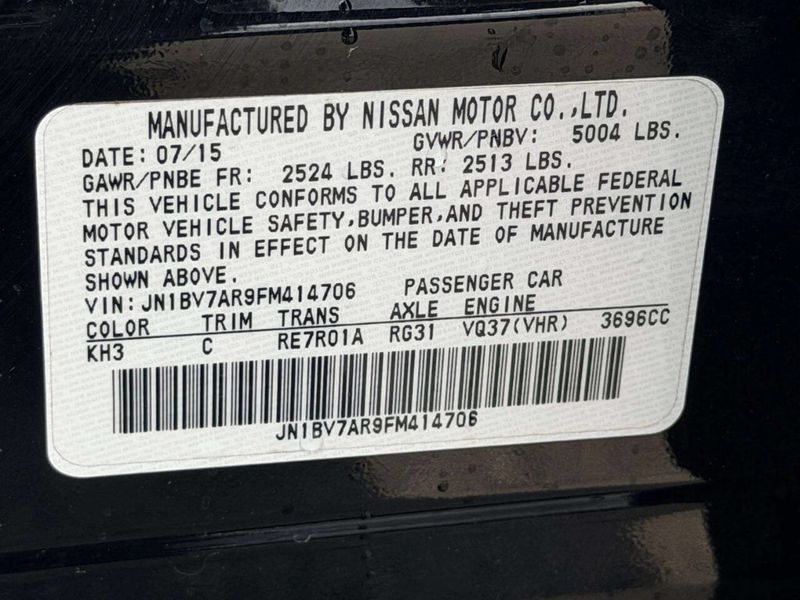 MANUFACTURED BY NISSAN MOTOR CO.,LTD.
DATE: 07/15 GVWR/PNBV: 5004 LBS.
GAWR/PNBE FR: 2524 LBS. RR: 2513 LBS.
THIS VEHICLE CONFORMS TO ALL APPLICABLE FEDERAL
MOTOR VEHICLE SAFETY,BUMPER,AND THEFT PREVENTION
STANDARDS IN EFFECT ON THE DATE OF MANUFACTURE
SHOWN ABOVE.
VIN: JN1BV7AR9FM414706 PASSENGER CAR
COLOR TRIM TRANS AXLE ENGINE
KH3 C RE7R01A RG31 VQ37(VHR) 3696CC
JN1BV7AR9FM414706